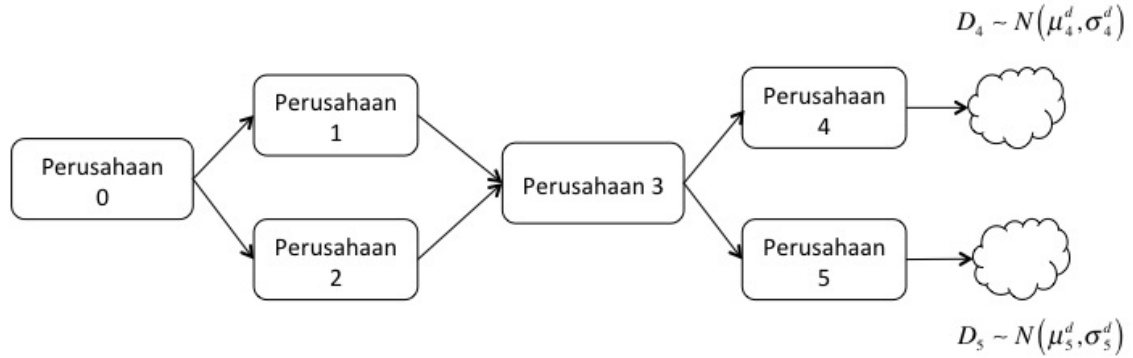 D₄ ~ N(μ₄ᵈ, σ₄ᵈ)
Perusahaan
1
Perusahaan
4
Perusahaan
0
Perusahaan 3
Perusahaan
2
Perusahaan
5
D₅ ~ N(μ₅ᵈ, σ₅ᵈ)